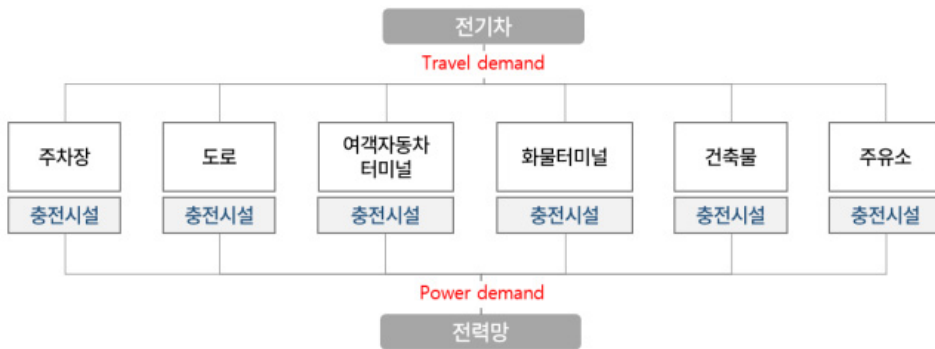 전기차
Travel demand
주차장
도로
여객자동차
터미널
화물터미널
건축물
주유소
충전시설
충전시설
충전시설
충전시설
충전시설
충전시설
Power demand
전력망